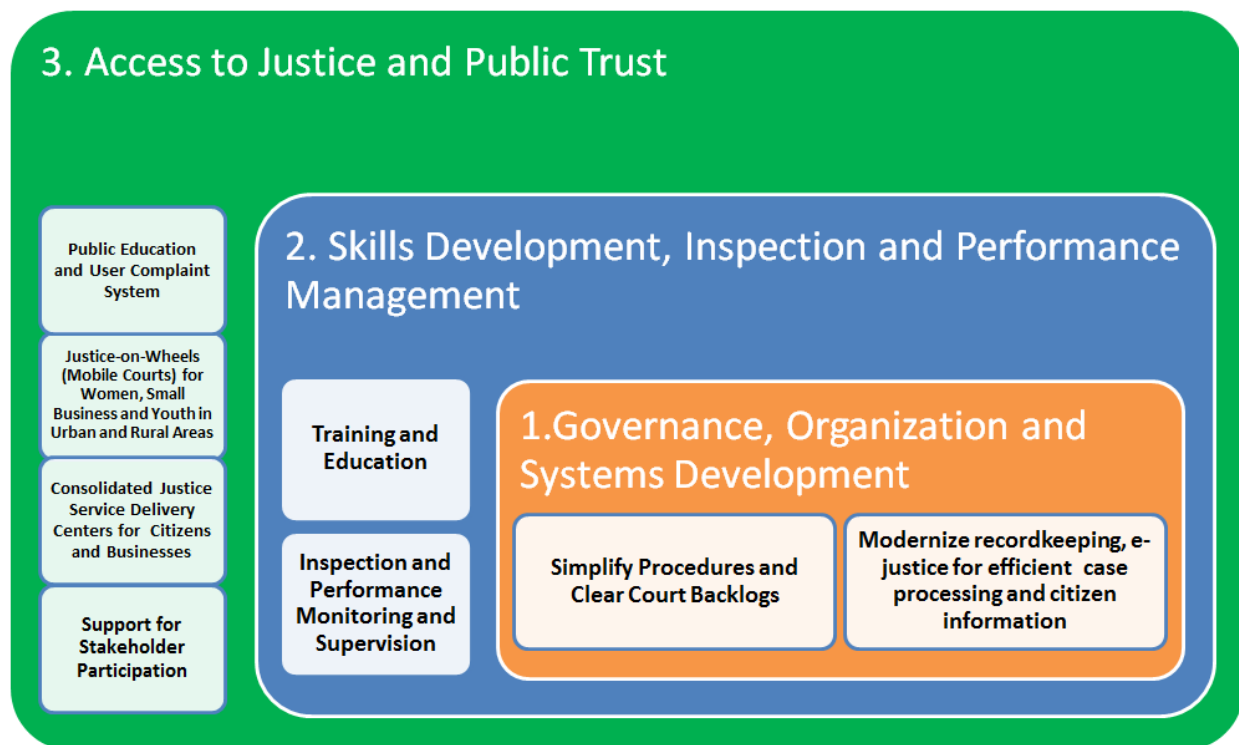 3. Access to Justice and Public Trust
Public Education
and User Complaint
System
Justice-on-Wheels
(Mobile Courts) for
Women, Small
Business and Youth in
Urban and Rural Areas
Consolidated Justice
Service Delivery
Centers for Citizens
and Businesses
Support for
Stakeholder
Participation
2. Skills Development, Inspection and Performance
Management
Training and
Education
Inspection and
Performance
Monitoring and
Supervision
1.Governance, Organization and
Systems Development
Simplify Procedures and
Clear Court Backlogs
Modernize recordkeeping, e-
justice for efficient case
processing and citizen
information